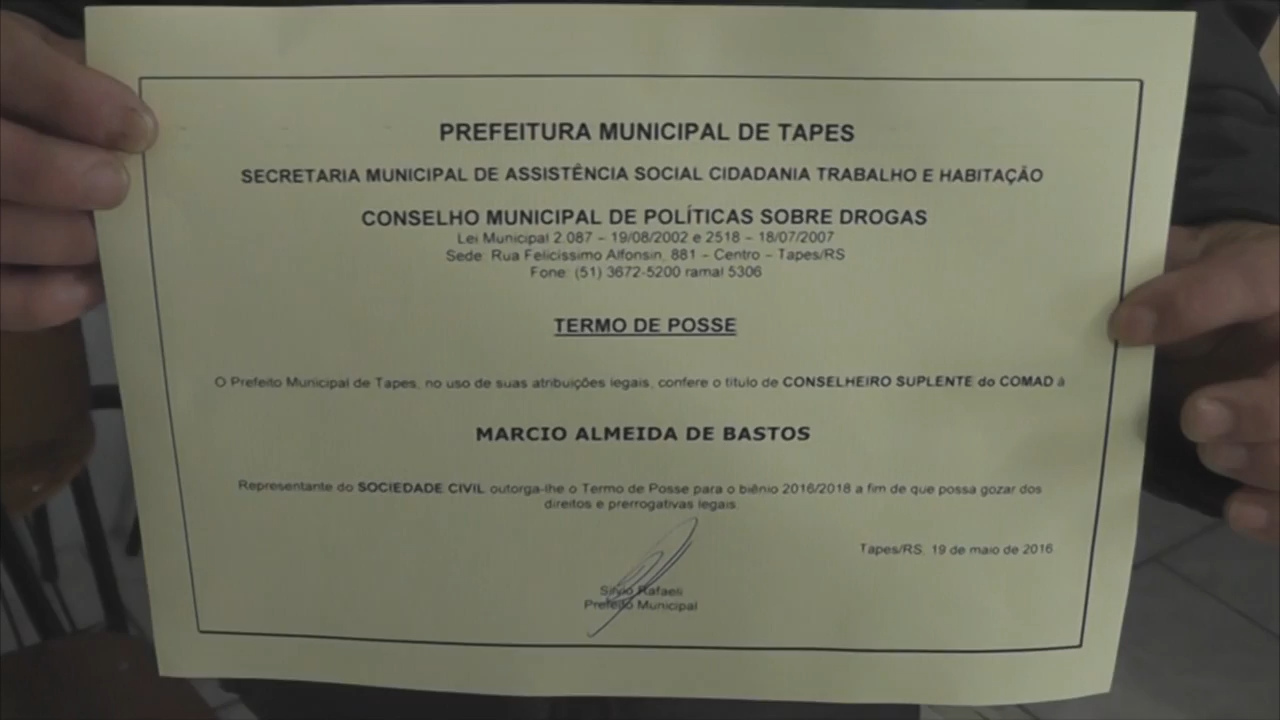 PREFEITURA MUNICIPAL DE TAPES
SECRETARIA MUNICIPAL DE ASSISTÊNCIA SOCIAL CIDADANIA TRABALHO E HABITAÇÃO
CONSELHO MUNICIPAL DE POLÍTICAS SOBRE DROGAS
Lei Municipal 2.087 – 19/08/2002 e 2518 – 18/07/2007
Sede: Rua Felicíssimo Alfonsin, 881 – Centro – Tapes/RS
Fone: (51) 3672-5200 ramal 5306
TERMO DE POSSE
O Prefeito Municipal de Tapes, no uso de suas atribuições legais, confere o título de CONSELHEIRO SUPLENTE do COMAD à
MARCIO ALMEIDA DE BASTOS
Representante do SOCIEDADE CIVIL outorga-lhe o Termo de Posse para o biênio 2016/2018 a fim de que possa gozar dos
direitos e prerrogativas legais.
Tapes/RS, 19 de maio de 2016
Silvio Rafaeli
Prefeito Municipal